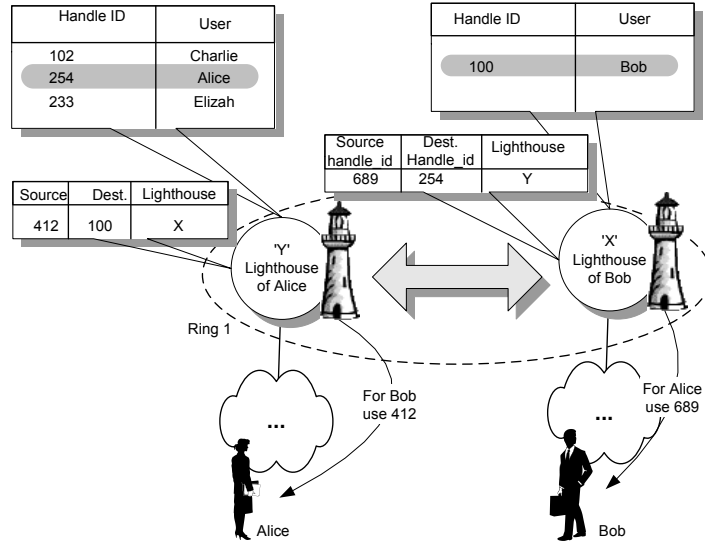 Handle ID User
102 Charlie
254 Alice
233 Elizah
Handle ID User
100 Bob
Source handle_id Dest. Handle_id Lighthouse
689 254 Y
Source Dest. Lighthouse
412 100 X
'Y'
Lighthouse
of Alice
'X'
Lighthouse
of Bob
Ring 1
For Bob
use 412
For Alice
use 689
...
...
Alice
Bob